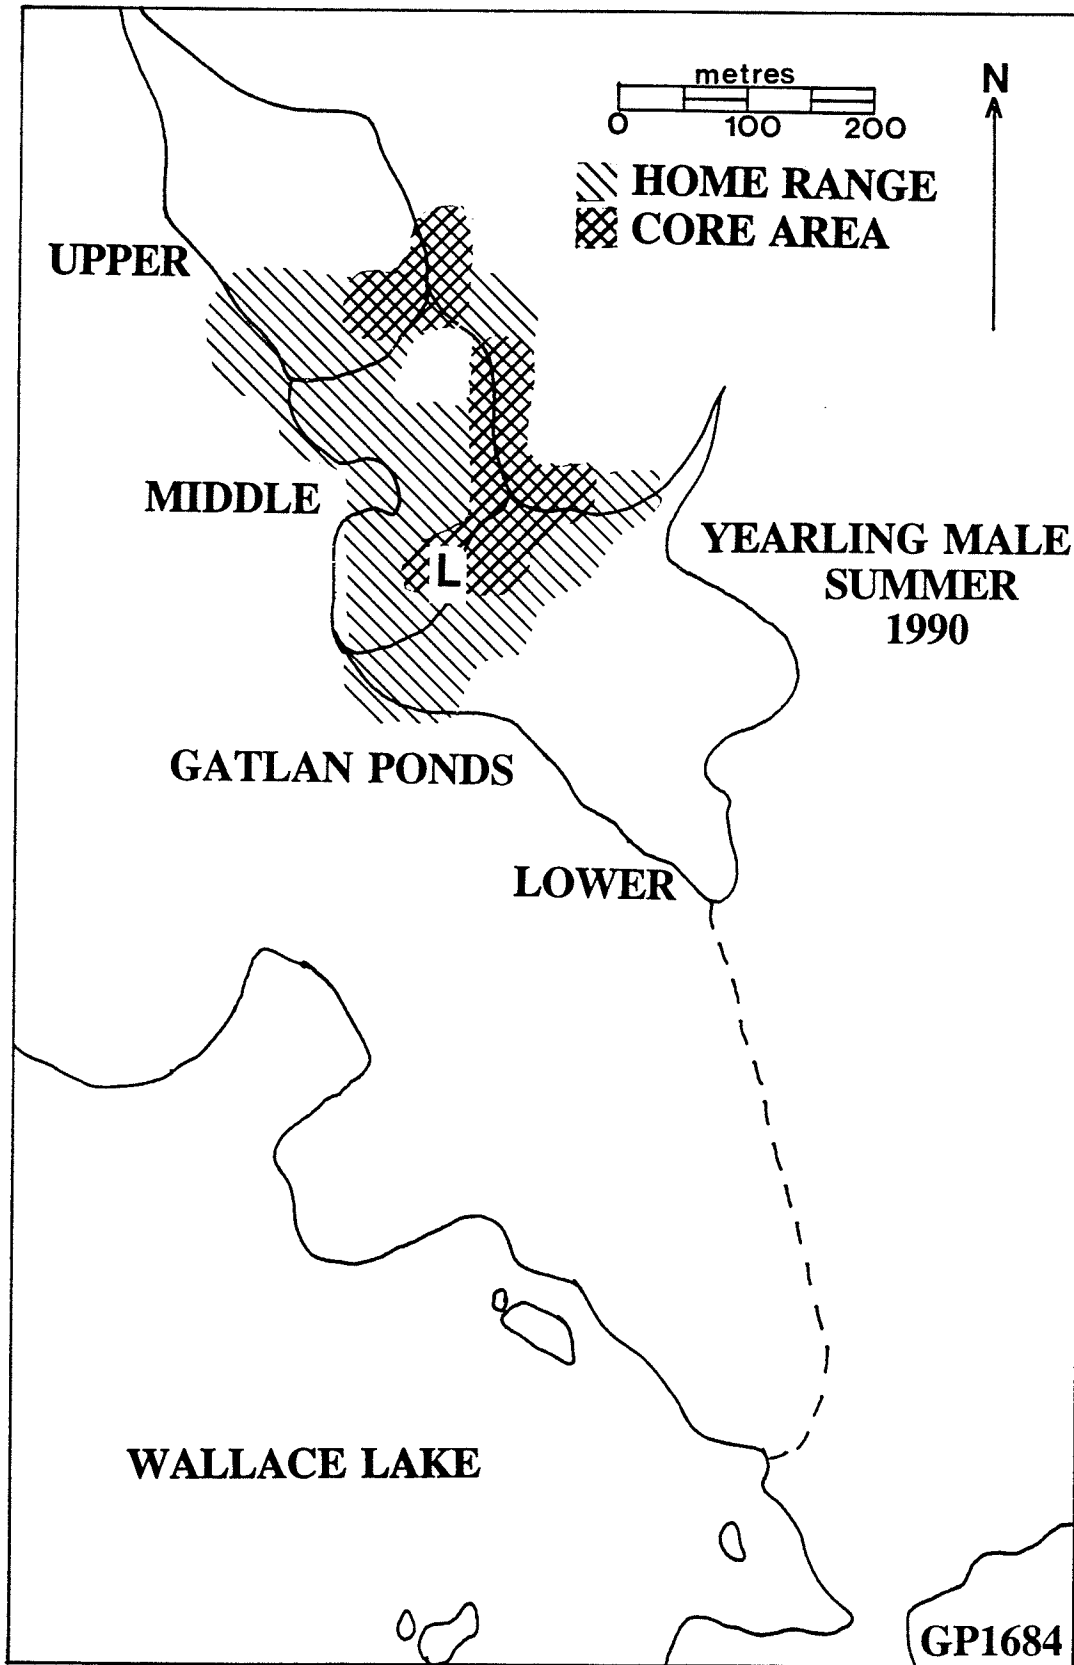 metres
N
0 100 200
HOME RANGE
CORE AREA
UPPER
MIDDLE
L
YEARLING MALE
SUMMER
1990
GATLAN PONDS
LOWER
WALLACE LAKE
GP1684